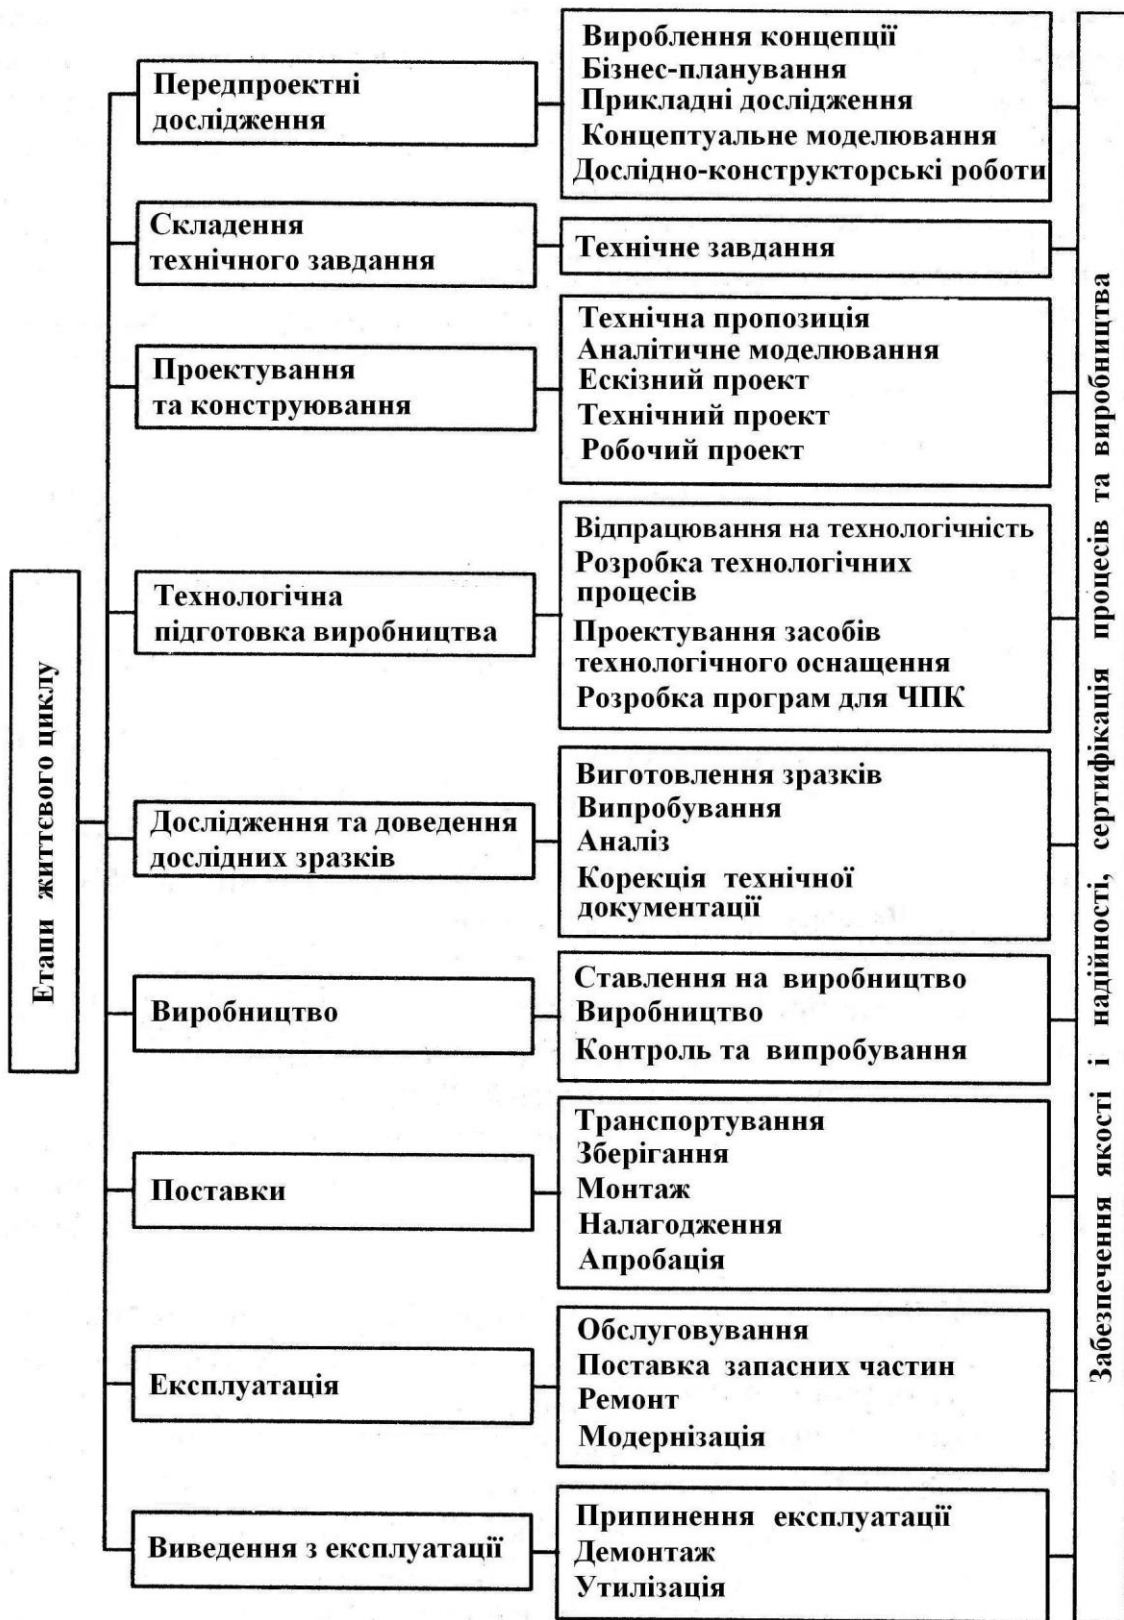 Етапи життєвого циклу
Передпроектні
дослідження
Вироблення концепції
Бізнес-планування
Прикладні дослідження
Концептуальне моделювання
Дослідно-конструкторські роботи
Складення
технічного завдання
Технічне завдання
Проектування
та конструювання
Технічна пропозиція
Аналітичне моделювання
Ескізний проект
Технічний проект
Робочий проект
Технологічна
підготовка виробництва
Відпрацювання на технологічність
Розробка технологічних
процесів
Проектування засобів
технологічного оснащення
Розробка програм для ЧПК
Дослідження та доведення
дослідних зразків
Виготовлення зразків
Випробування
Аналіз
Корекція технічної
документації
Виробництво
Ставлення на виробництво
Виробництво
Контроль та випробування
Поставки
Транспортування
Зберігання
Монтаж
Налагодження
Апробація
Експлуатація
Обслуговування
Поставка запасних частин
Ремонт
Модернізація
Виведення з експлуатації
Припинення експлуатації
Демонтаж
Утилізація
Забезпечення якості і надійності, сертифікація процесів та виробництва